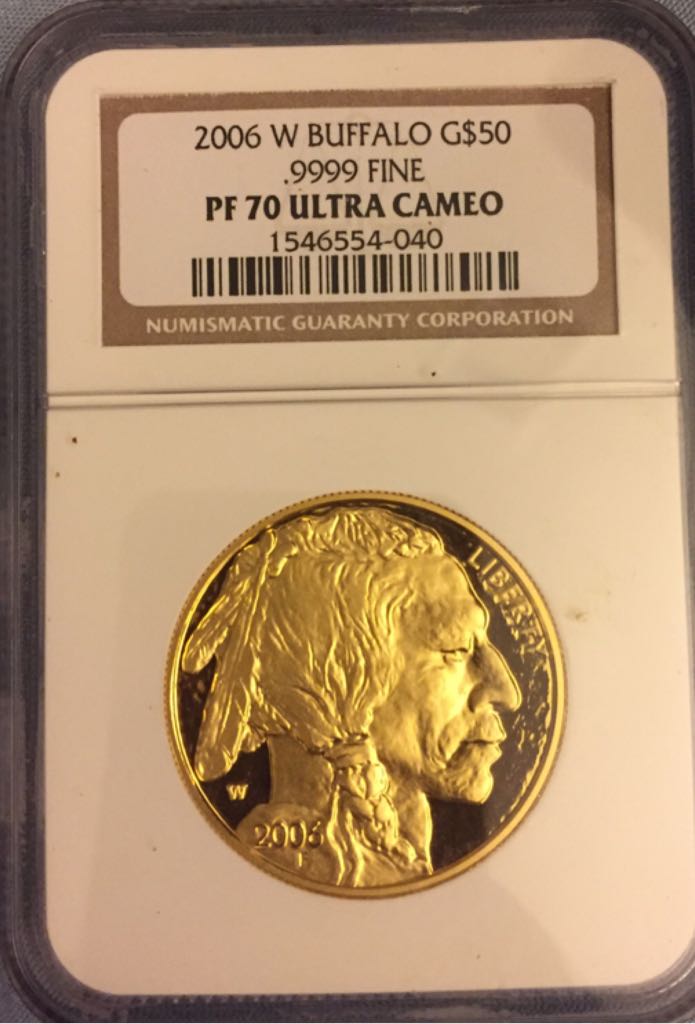 2006 W BUFFALO G$50
.9999 FINE
PF 70 ULTRA CAMEO
1546554-040
NUMISMATIC GUARANTY CORPORATION
LIBERTY
W
2006
F